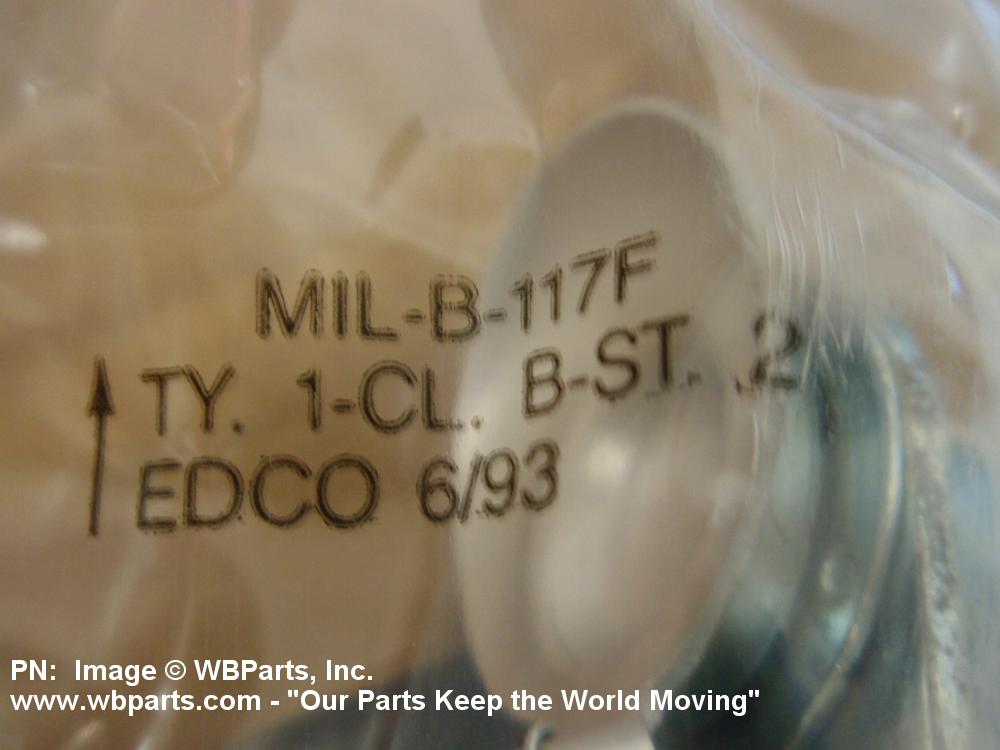 MIL-B-117F
TY. 1-CL. B-ST. 2
EDCO 6/93
PN: Image © WBParts, Inc.
www.wbparts.com - "Our Parts Keep the World Moving"